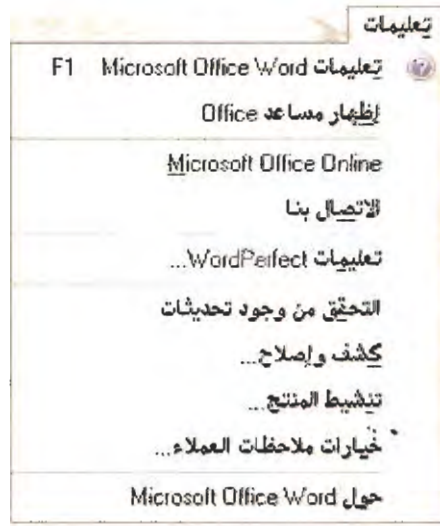 تعليمات
تعليمات Microsoft Office Word F1
إظهار مساعد Office
Microsoft Office Online
الاتصال بنا
تعليمات WordPerfect...
التحقق من وجود تحديثات
كشف وإصلاح...
تنشيط المنتج...
خيارات ملاحظات العملاء...
حول Microsoft Office Word